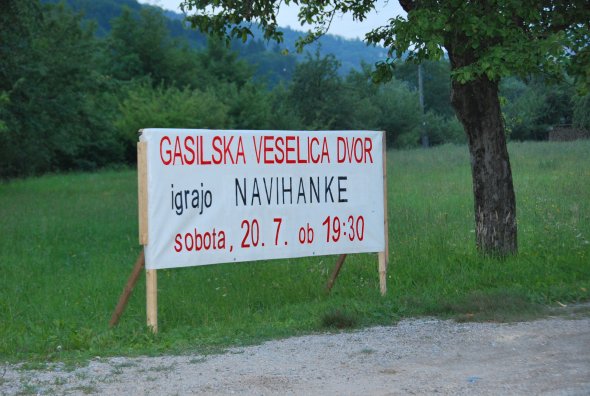 GASILSKA VESELICA DVOR
igrajo NAVIHANKE
sobota, 20. 7. ob 19:30